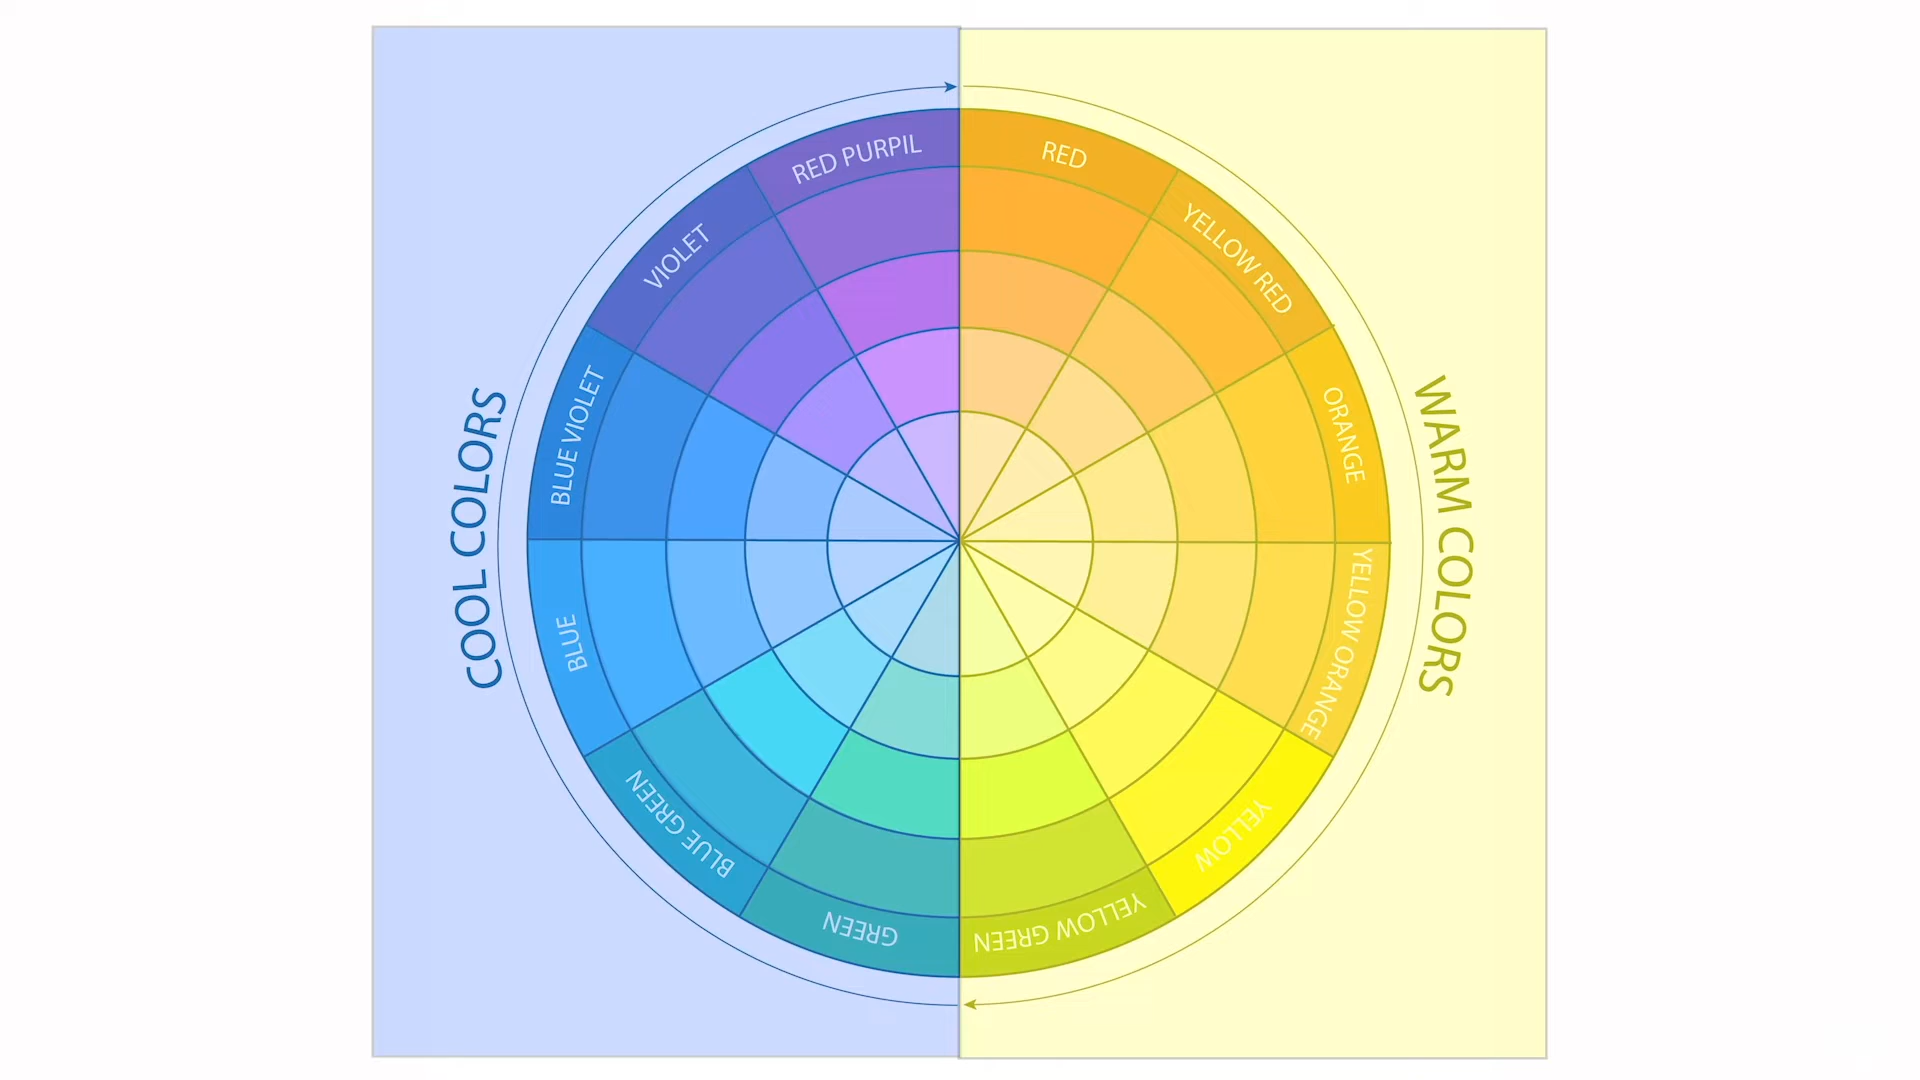 COOL COLORS
WARM COLORS
RED
YELLOW RED
ORANGE
YELLOW ORANGE
YELLOW
YELLOW GREEN
GREEN
BLUE GREEN
BLUE
BLUE VIOLET
VIOLET
RED PURPIL